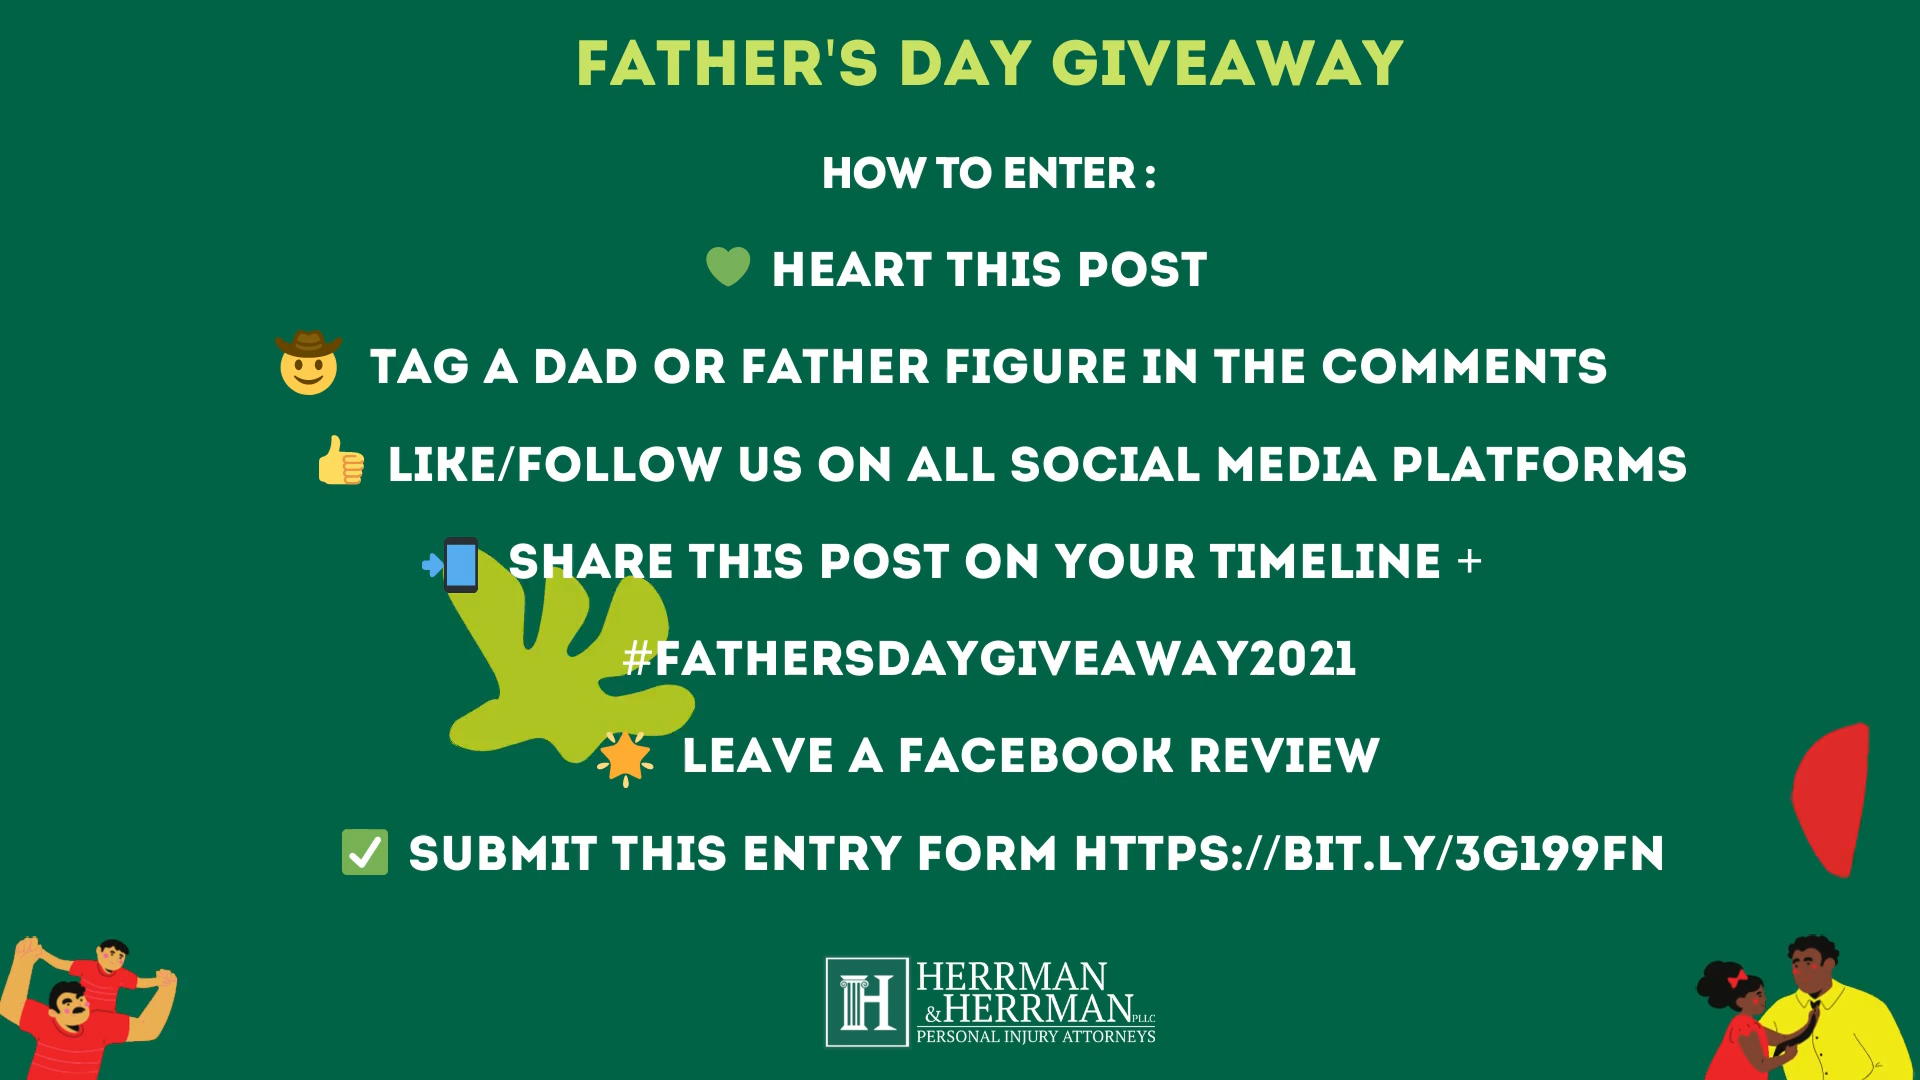 FATHER'S DAY GIVEAWAY
HOW TO ENTER :
💚 HEART THIS POST
🤠 TAG A DAD OR FATHER FIGURE IN THE COMMENTS
👍 LIKE/FOLLOW US ON ALL SOCIAL MEDIA PLATFORMS
📲 SHARE THIS POST ON YOUR TIMELINE +
#FATHERSDAYGIVEAWAY2021
🌟 LEAVE A FACEBOOK REVIEW
✅ SUBMIT THIS ENTRY FORM HTTPS://BIT.LY/3G199FN
H HERRMAN
&HERRMAN PLLC
PERSONAL INJURY ATTORNEYS